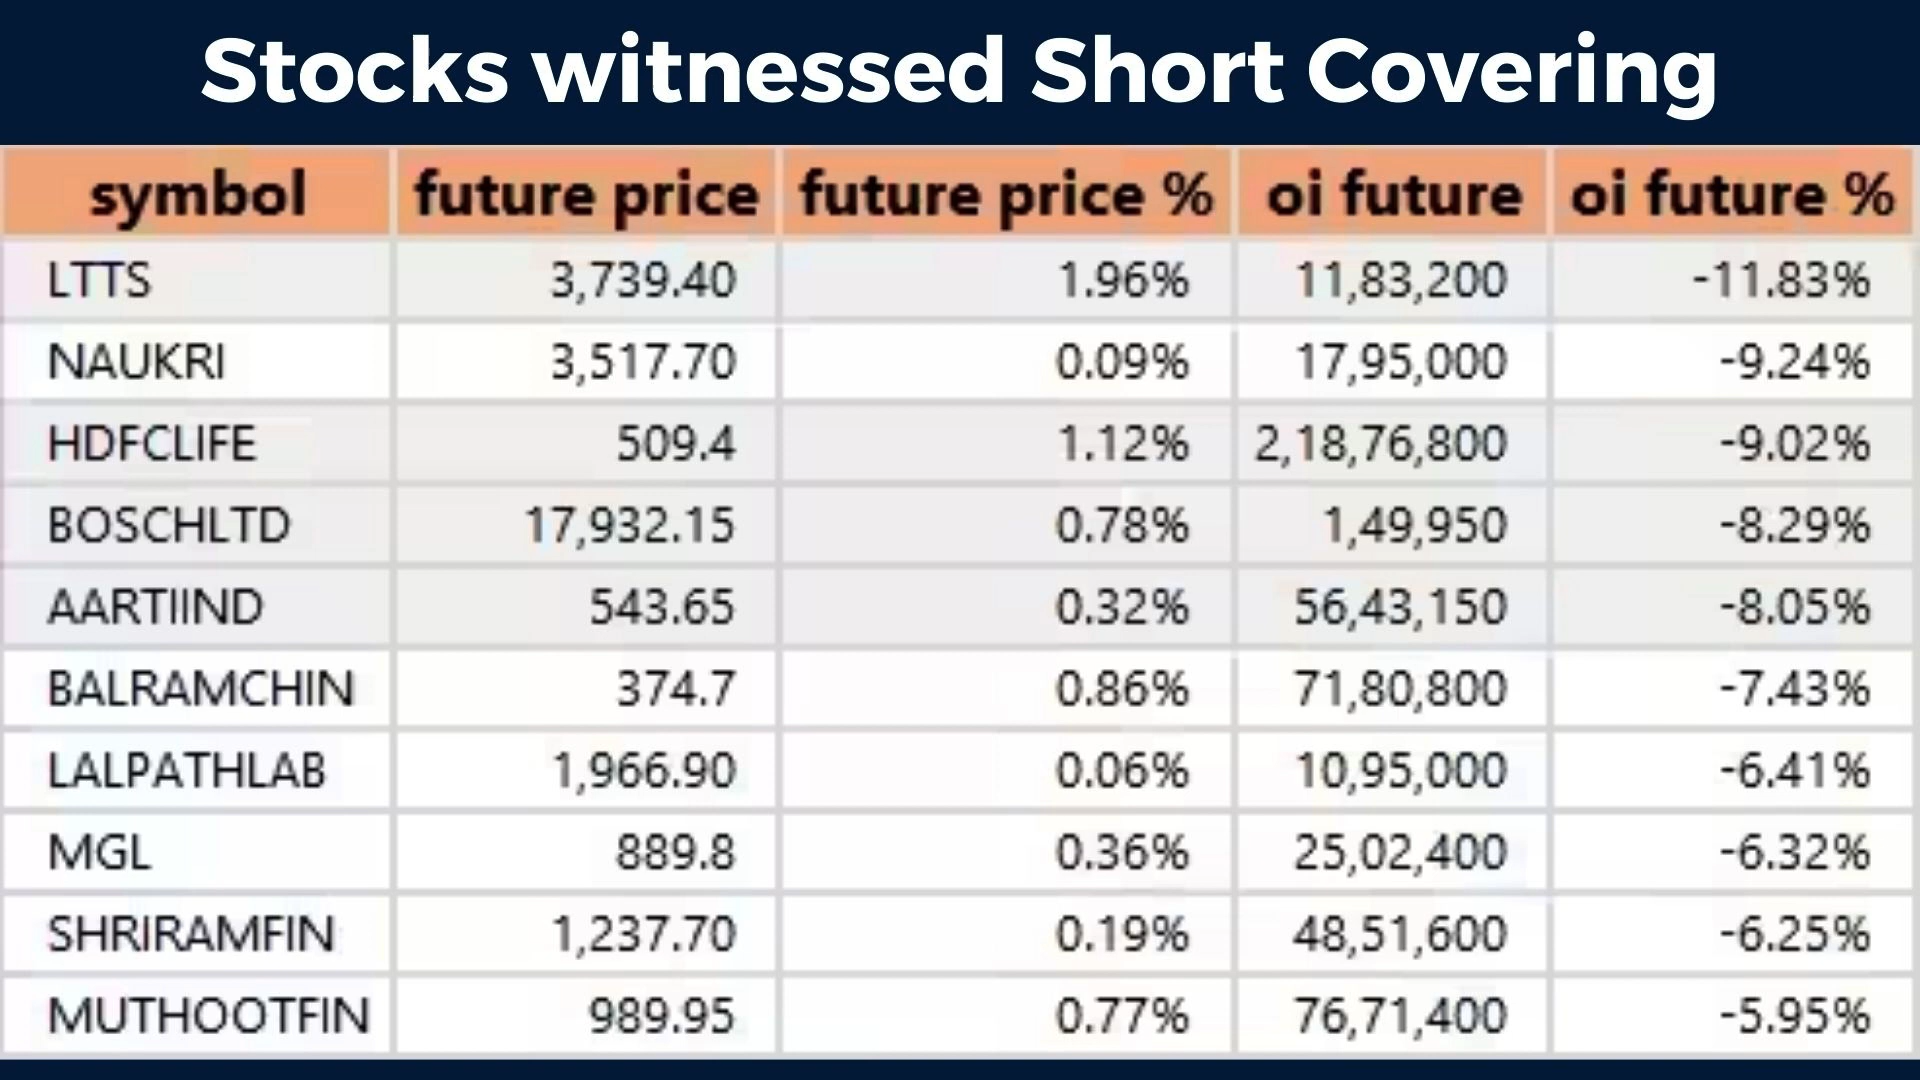 Stocks witnessed Short Covering
symbol future price future price % oi future oi future %
LTTS 3,739.40 1.96% 11,83,200 -11.83%
NAUKRI 3,517.70 0.09% 17,95,000 -9.24%
HDFCLIFE 509.4 1.12% 2,18,76,800 -9.02%
BOSCHLTD 17,932.15 0.78% 1,49,950 -8.29%
AARTIIND 543.65 0.32% 56,43,150 -8.05%
BALRAMCHIN 374.7 0.86% 71,80,800 -7.43%
LALPATHLAB 1,966.90 0.06% 10,95,000 -6.41%
MGL 889.8 0.36% 25,02,400 -6.32%
SHRIRAMFIN 1,237.70 0.19% 48,51,600 -6.25%
MUTHOOTFIN 989.95 0.77% 76,71,400 -5.95%